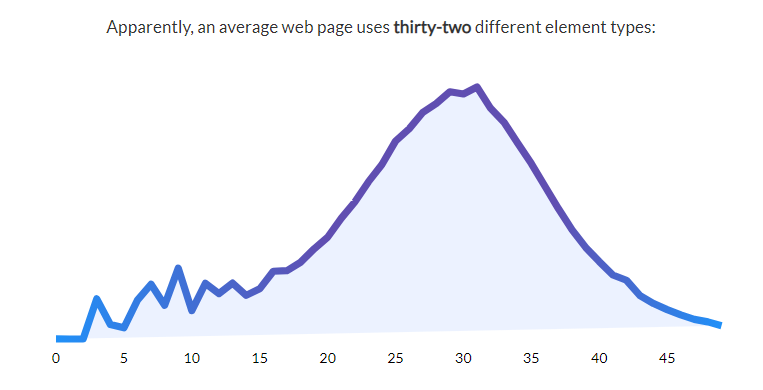 Apparently, an average web page uses thirty-two different element types:
0 5 10 15 20 25 30 35 40 45